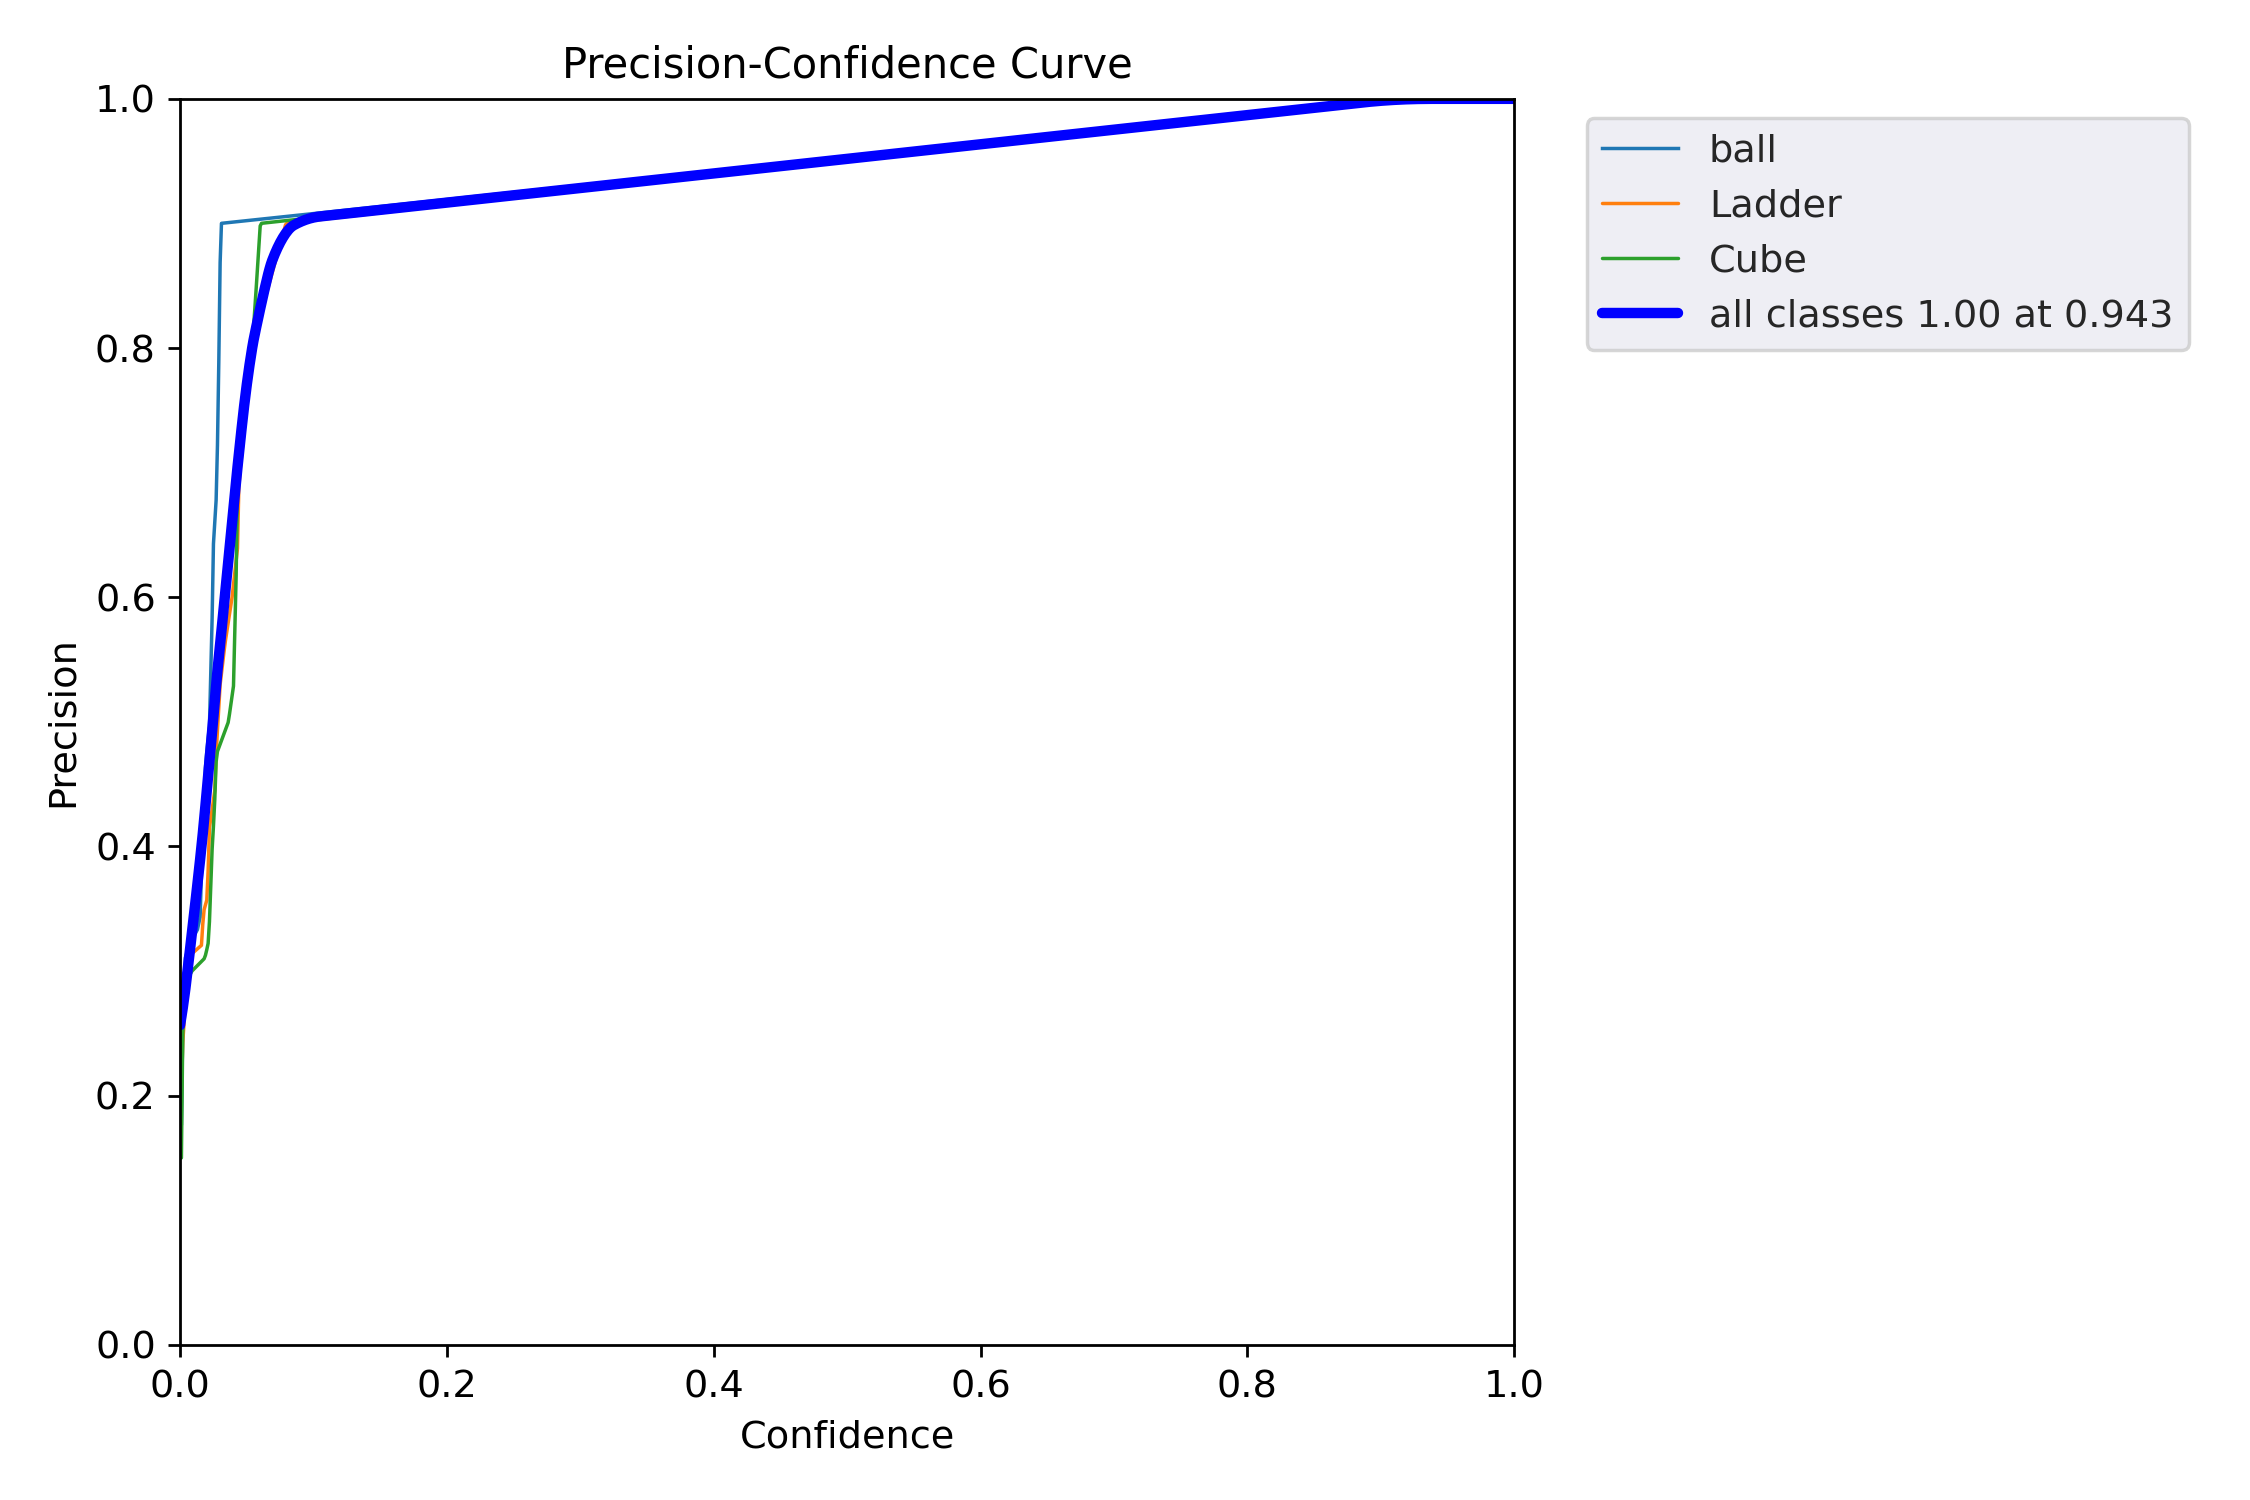 Precision-Confidence Curve
1.0
0.8
0.6
0.4
0.2
0.0
Precision
0.0 0.2 0.4 0.6 0.8 1.0
Confidence
ball
Ladder
Cube
all classes 1.00 at 0.943